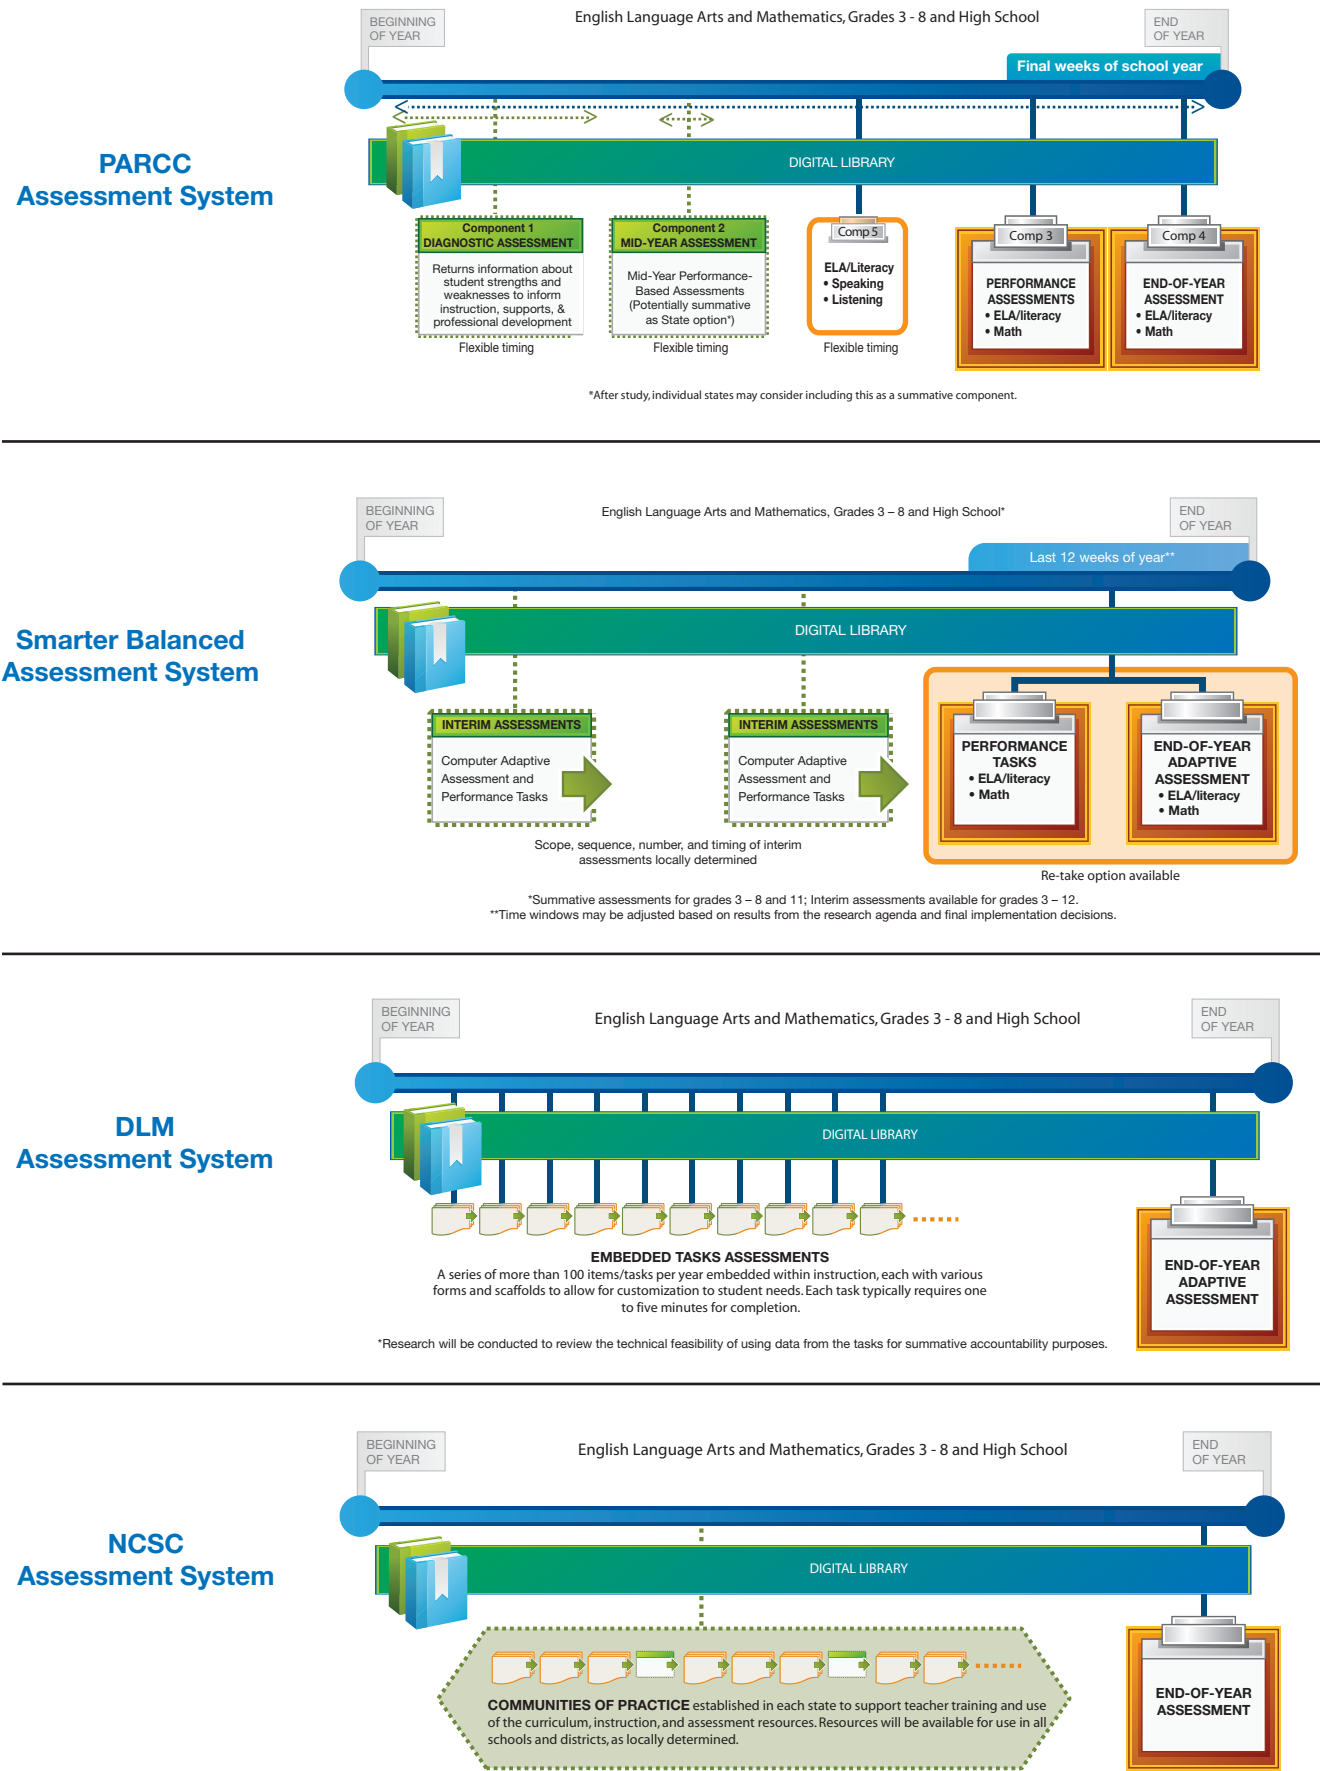 BEGINNING
OF YEAR
English Language Arts and Mathematics, Grades 3 - 8 and High School
END
OF YEAR
Final weeks of school year
PARCC
Assessment System
DIGITAL LIBRARY
Component 1
DIAGNOSTIC ASSESSMENT
Returns information about
student strengths and
weaknesses to inform
instruction, supports, &
professional development
Flexible timing
Component 2
MID-YEAR ASSESSMENT
Mid-Year Performance-
Based Assessments
(Potentially summative
as State option*)
Flexible timing
Comp 5
ELA/Literacy
• Speaking
• Listening
Flexible timing
Comp 3
PERFORMANCE
ASSESSMENTS
• ELA/literacy
• Math
Comp 4
END-OF-YEAR
ASSESSMENT
• ELA/literacy
• Math
*After study, individual states may consider including this as a summative component.
BEGINNING
OF YEAR
English Language Arts and Mathematics, Grades 3 – 8 and High School*
END
OF YEAR
Last 12 weeks of year**
Smarter Balanced
Assessment System
DIGITAL LIBRARY
INTERIM ASSESSMENTS
Computer Adaptive
Assessment and
Performance Tasks
INTERIM ASSESSMENTS
Computer Adaptive
Assessment and
Performance Tasks
PERFORMANCE
TASKS
• ELA/literacy
• Math
END-OF-YEAR
ADAPTIVE
ASSESSMENT
• ELA/literacy
• Math
Scope, sequence, number, and timing of interim
assessments locally determined
Re-take option available
*Summative assessments for grades 3 – 8 and 11; Interim assessments available for grades 3 – 12.
**Time windows may be adjusted based on results from the research agenda and final implementation decisions.
BEGINNING
OF YEAR
English Language Arts and Mathematics, Grades 3 - 8 and High School
END
OF YEAR
DLM
Assessment System
DIGITAL LIBRARY
EMBEDDED TASKS ASSESSMENTS
A series of more than 100 items/tasks per year embedded within instruction, each with various
forms and scaffolds to allow for customization to student needs. Each task typically requires one
to five minutes for completion.
END-OF-YEAR
ADAPTIVE
ASSESSMENT
*Research will be conducted to review the technical feasibility of using data from the tasks for summative accountability purposes.
BEGINNING
OF YEAR
English Language Arts and Mathematics, Grades 3 - 8 and High School
END
OF YEAR
NCSC
Assessment System
DIGITAL LIBRARY
COMMUNITIES OF PRACTICE established in each state to support teacher training and use
of the curriculum, instruction, and assessment resources. Resources will be available for use in all
schools and districts, as locally determined.
END-OF-YEAR
ASSESSMENT